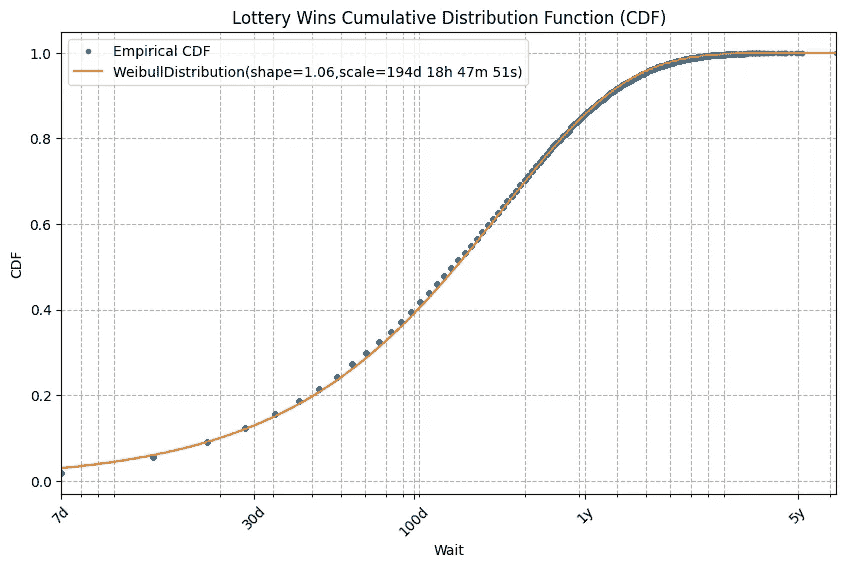 Lottery Wins Cumulative Distribution Function (CDF)
Empirical CDF
WeibullDistribution(shape=1.06,scale=194d 18h 47m 51s)
1.0
0.8
0.6
0.4
0.2
0.0
CDF
7d
30d
100d
1y
5y
Wait